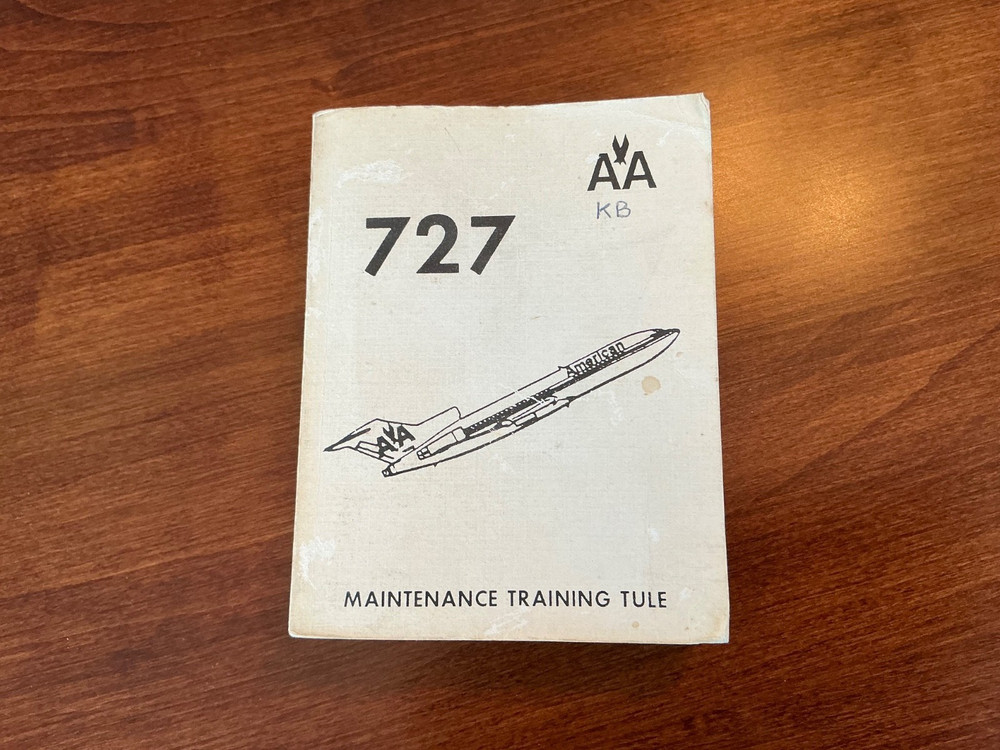 AA
KB
727
American
AA
MAINTENANCE TRAINING TULE